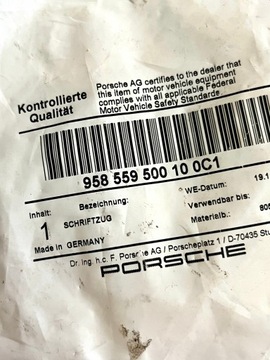 Kontrollierte
Qualität
Porsche AG certifies to the dealer that
this item of motor vehicle equipment
complies with all applicable Federal
Motor Vehicle Safety Standards
958 559 500 10 0C1
Inhalt:
1
Bezeichnung:
SCHRIFTZUG
WE-Datum:
19.1
Verwendbar bis:
Materialb.:
805
Made in GERMANY
Dr. Ing. h.c. F. Porsche AG / Porscheplatz 1 / D-70435 Stu
PORSCHE